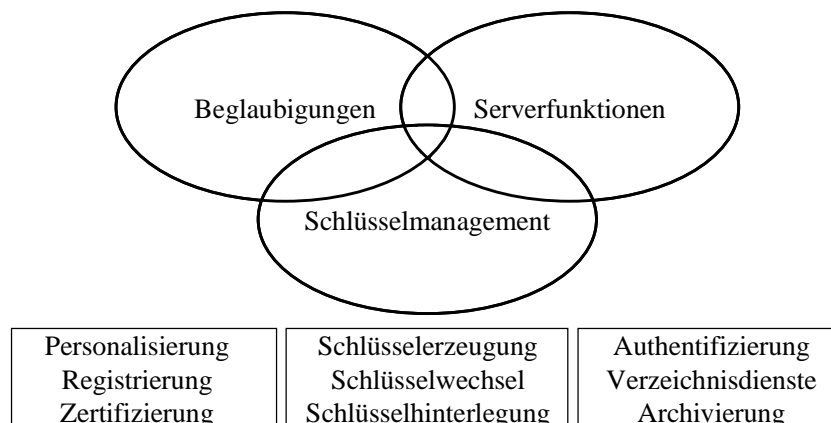 Beglaubigungen
Serverfunktionen
Schlüsselmanagement
Personalisierung
Registrierung
Zertifizierung
Schlüsselerzeugung
Schlüsselwechsel
Schlüsselhinterlegung
Authentifizierung
Verzeichnisdienste
Archivierung